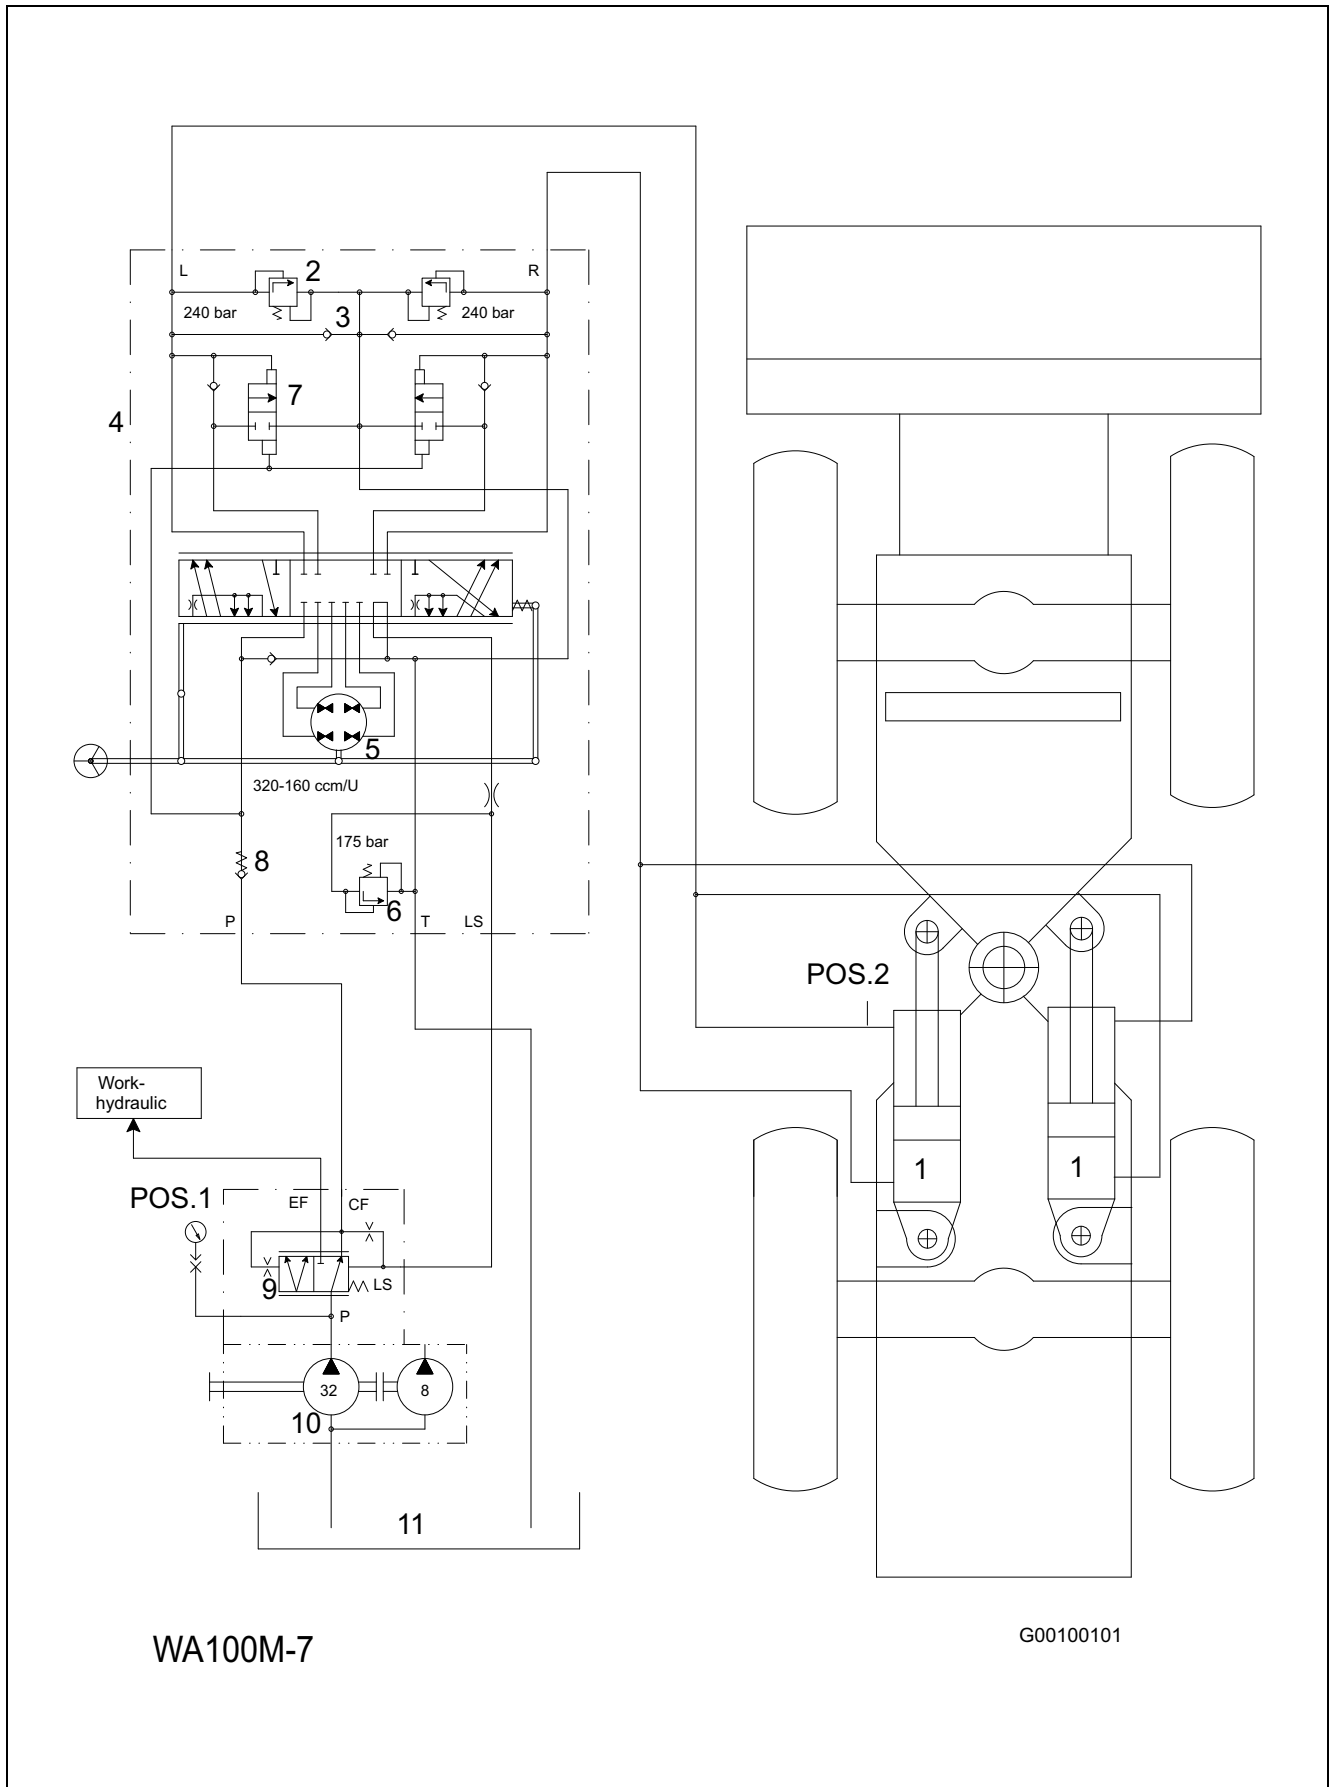 L
2
R
240 bar
3
240 bar
7
4
5
320-160 ccm/U
175 bar
8
6
P
T
LS
POS.2
Work-
hydraulic
POS.1
EF
CF
1
1
9
LS
P
32
8
10
11
WA100M-7
G00100101